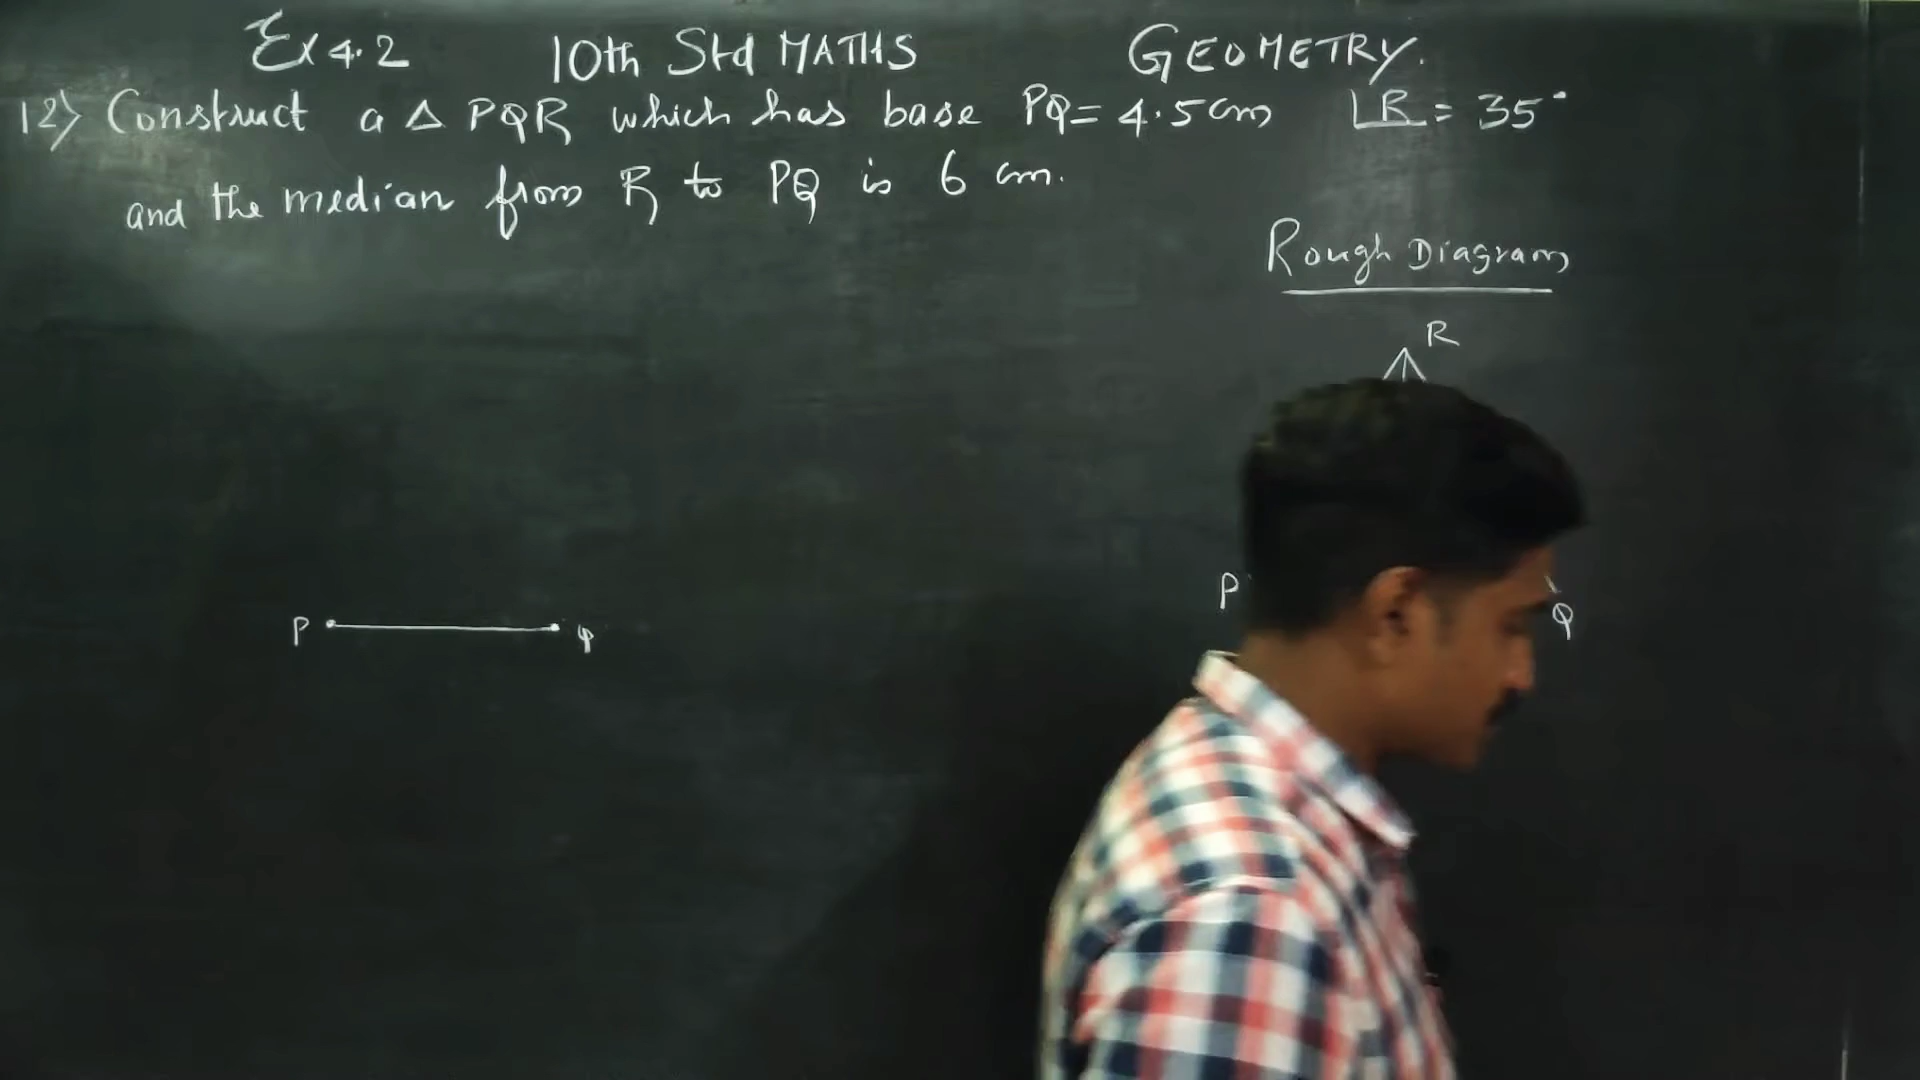 Ex 4.2 10th Std MATHS GEOMETRY.
12) Construct a Δ PQR which has base PQ = 4.5 cm ∠R = 35°
and the median from R to PQ is 6 cm.
Rough Diagram
R
P Q
P Q